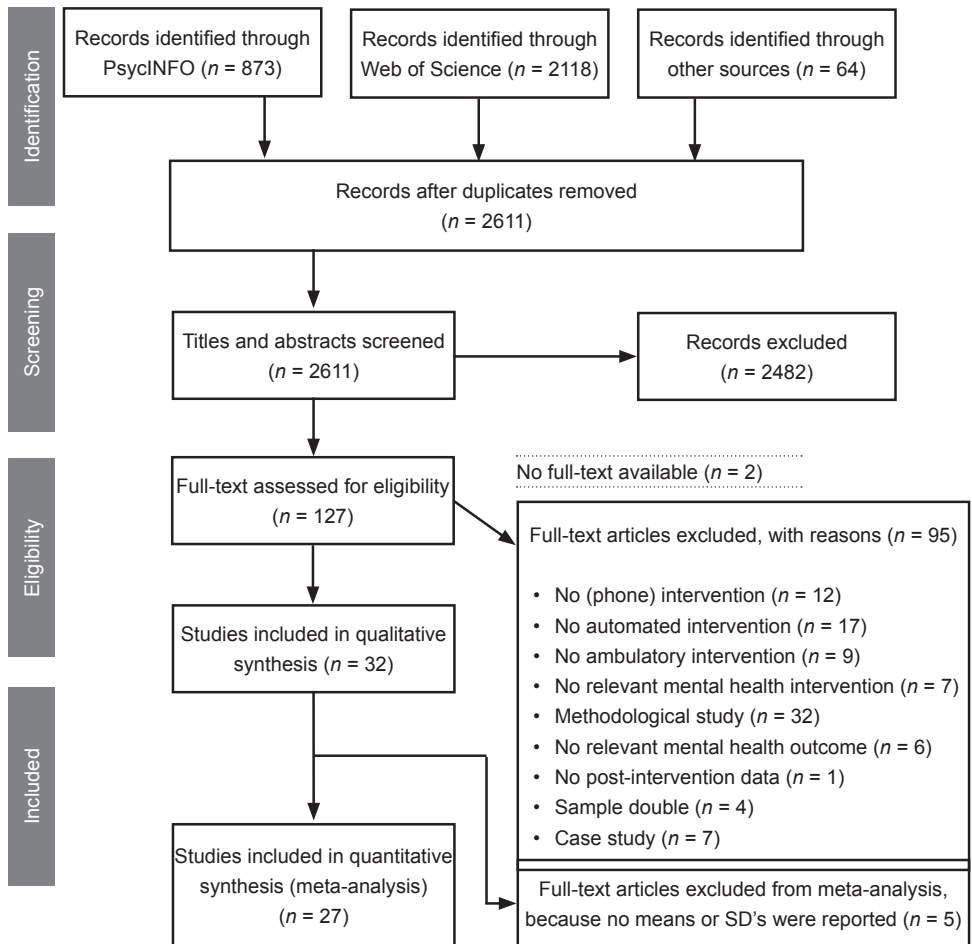 Identification
Records identified through
PsycINFO (n = 873)
Records identified through
Web of Science (n = 2118)
Records identified through
other sources (n = 64)
Records after duplicates removed
(n = 2611)
Screening
Titles and abstracts screened
(n = 2611)
Records excluded
(n = 2482)
Eligibility
Full-text assessed for eligibility
(n = 127)
No full-text available (n = 2)
Full-text articles excluded, with reasons (n = 95)
• No (phone) intervention (n = 12)
• No automated intervention (n = 17)
• No ambulatory intervention (n = 9)
• No relevant mental health intervention (n = 7)
• Methodological study (n = 32)
• No relevant mental health outcome (n = 6)
• No post-intervention data (n = 1)
• Sample double (n = 4)
• Case study (n = 7)
Studies included in qualitative
synthesis (n = 32)
Included
Studies included in quantitative
synthesis (meta-analysis)
(n = 27)
Full-text articles excluded from meta-analysis,
because no means or SD's were reported (n = 5)